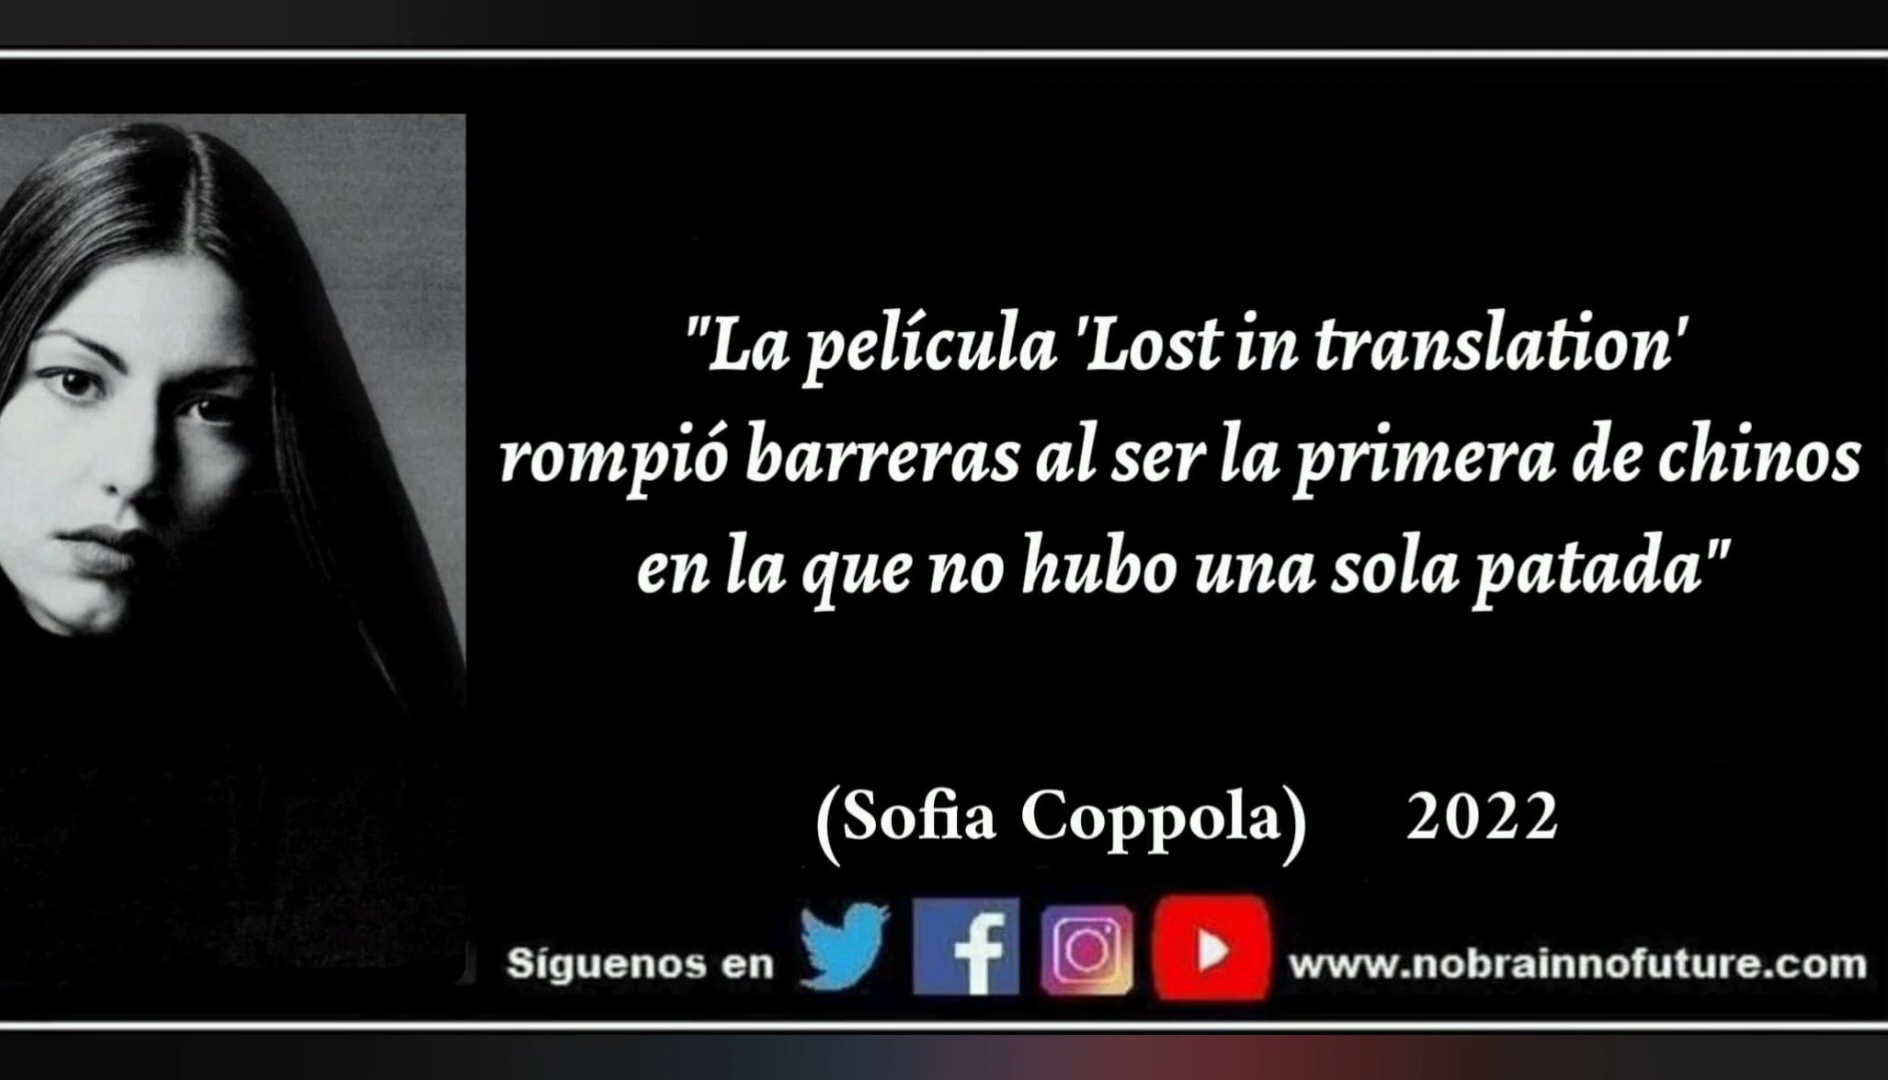 "La película 'Lost in translation'
rompió barreras al ser la primera de chinos
en la que no hubo una sola patada"
(Sofia Coppola) 2022
Síguenos en www.nobrainnofuture.com